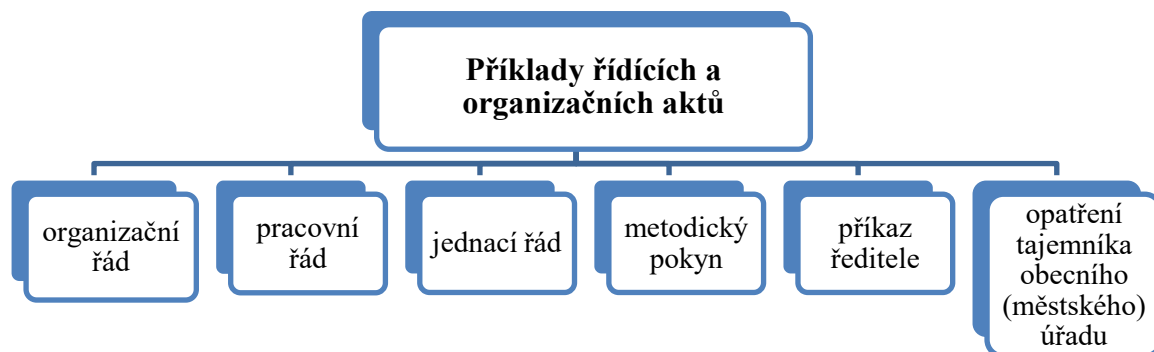 Příklady řídících a
organizačních aktů
organizační
řád
pracovní
řád
jednací řád
metodický
pokyn
příkaz
ředitele
opatření
tajemníka
obecního
(městského)
úřadu